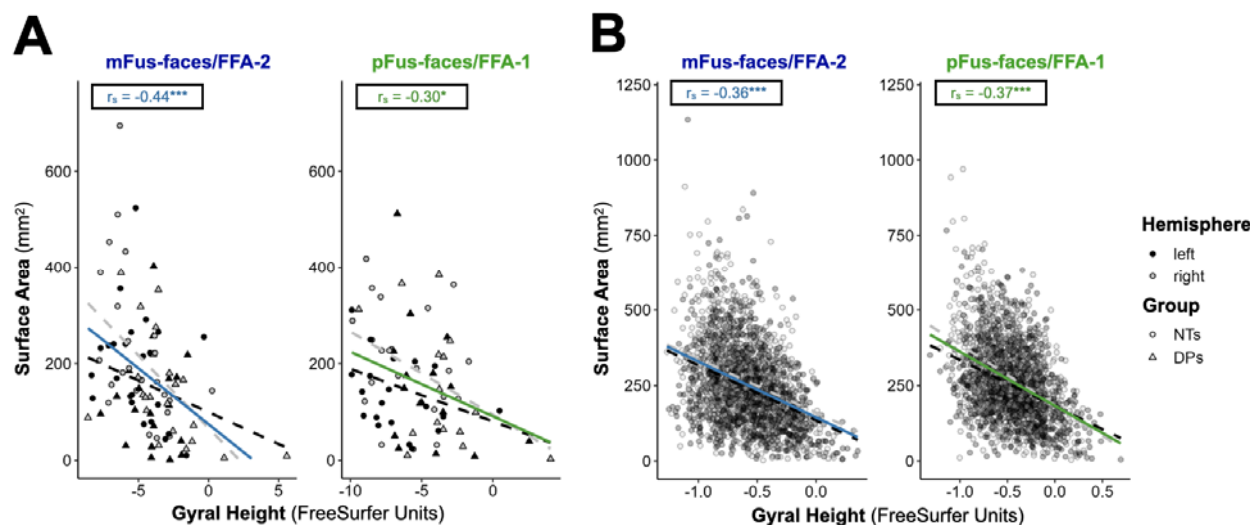 A
B
mFus-faces/FFA-2
pFus-faces/FFA-1
mFus-faces/FFA-2
pFus-faces/FFA-1
rs = -0.44***
rs = -0.30*
rs = -0.36***
rs = -0.37***
Surface Area (mm²)
600
400
200
0
600
400
200
0
Surface Area (mm²)
1250
1000
750
500
250
0
1250
1000
750
500
250
0
-5 0 5
-10 -5 0
-1.0 -0.5 0.0
-1.0 -0.5 0.0 0.5
Gyral Height (FreeSurfer Units)
Gyral Height (FreeSurfer Units)
Hemisphere
left
right
Group
NTs
DPs